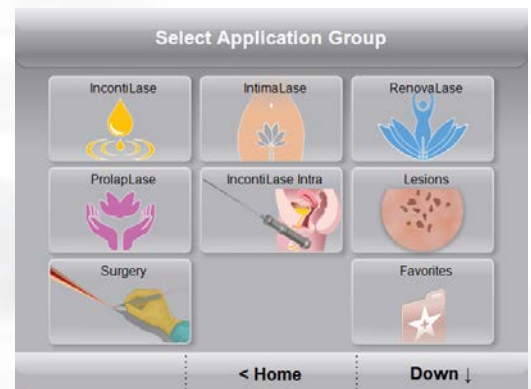 Select Application Group
IncontiLase
IntimaLase
RenovaLase
ProlapLase
IncontiLase Intra
Lesions
Surgery
Favorites
< Home
Down ↓